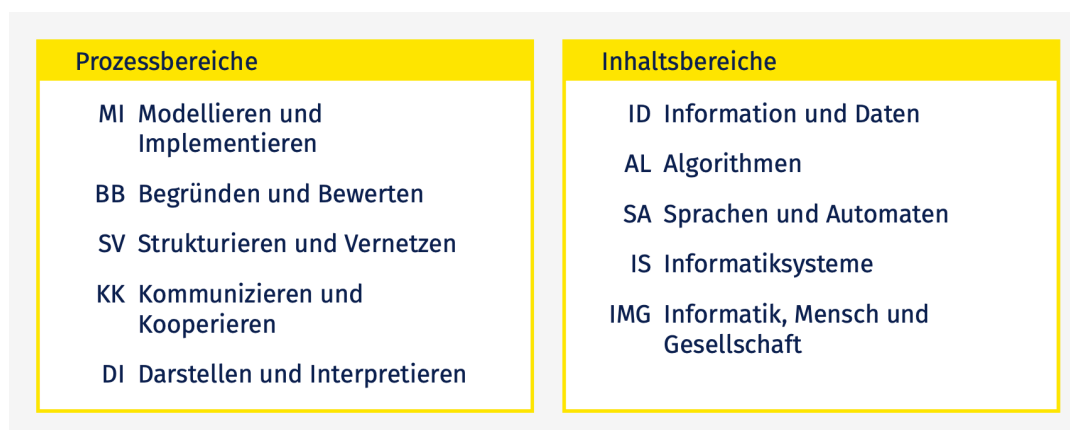 Prozessbereiche
MI Modellieren und
Implementieren
BB Begründen und Bewerten
SV Strukturieren und Vernetzen
KK Kommunizieren und
Kooperieren
DI Darstellen und Interpretieren
Inhaltsbereiche
ID Information und Daten
AL Algorithmen
SA Sprachen und Automaten
IS Informatiksysteme
IMG Informatik, Mensch und
Gesellschaft